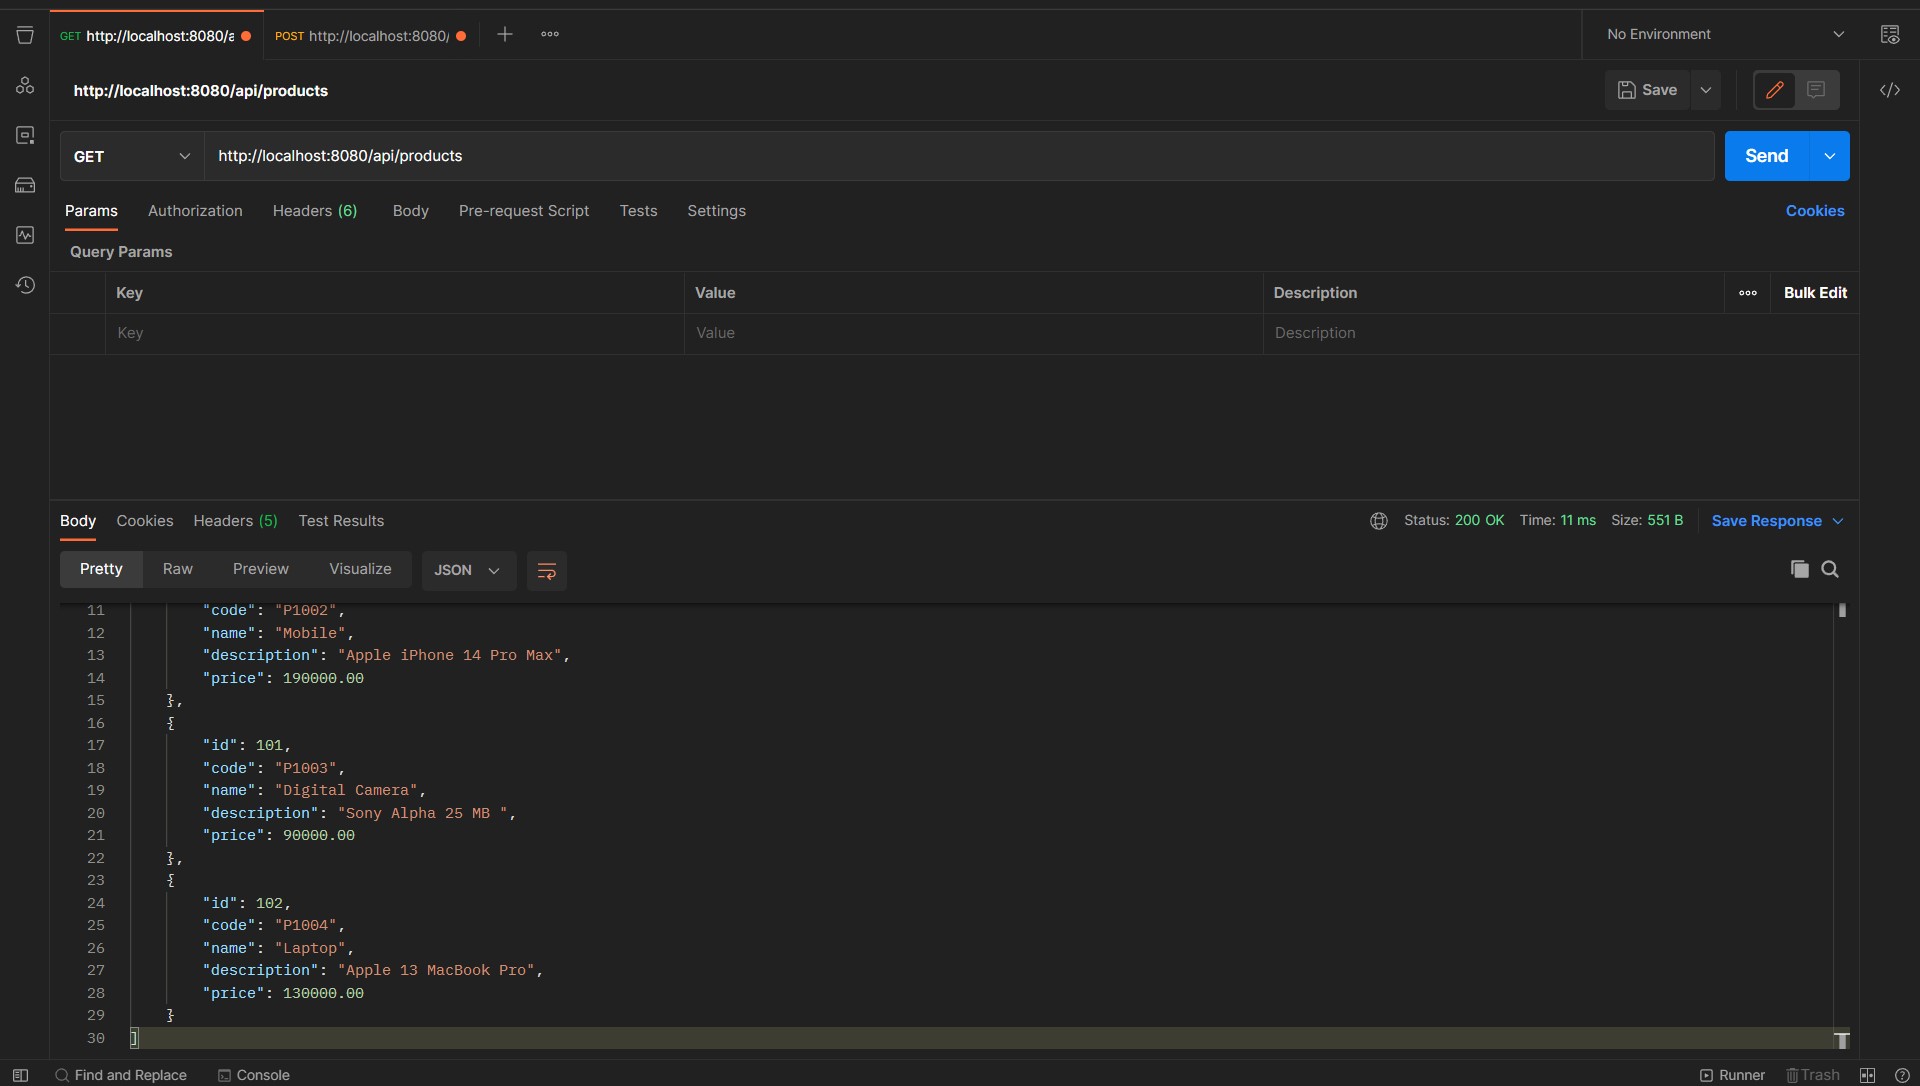 GET http://localhost:8080/a
POST http://localhost:8080/
No Environment
http://localhost:8080/api/products
Save
GET http://localhost:8080/api/products Send
Params Authorization Headers (6) Body Pre-request Script Tests Settings Cookies
Query Params
Key Value Description Bulk Edit
Key Value Description
Body Cookies Headers (5) Test Results Status: 200 OK Time: 11 ms Size: 551 B Save Response
Pretty Raw Preview Visualize JSON
11 "code": "P1002",
12 "name": "Mobile",
13 "description": "Apple iPhone 14 Pro Max",
14 "price": 190000.00
15 },
16 {
17 "id": 101,
18 "code": "P1003",
19 "name": "Digital Camera",
20 "description": "Sony Alpha 25 MB ",
21 "price": 90000.00
22 },
23 {
24 "id": 102,
25 "code": "P1004",
26 "name": "Laptop",
27 "description": "Apple 13 MacBook Pro",
28 "price": 130000.00
29 }
30 ]
Find and Replace Console Runner Trash